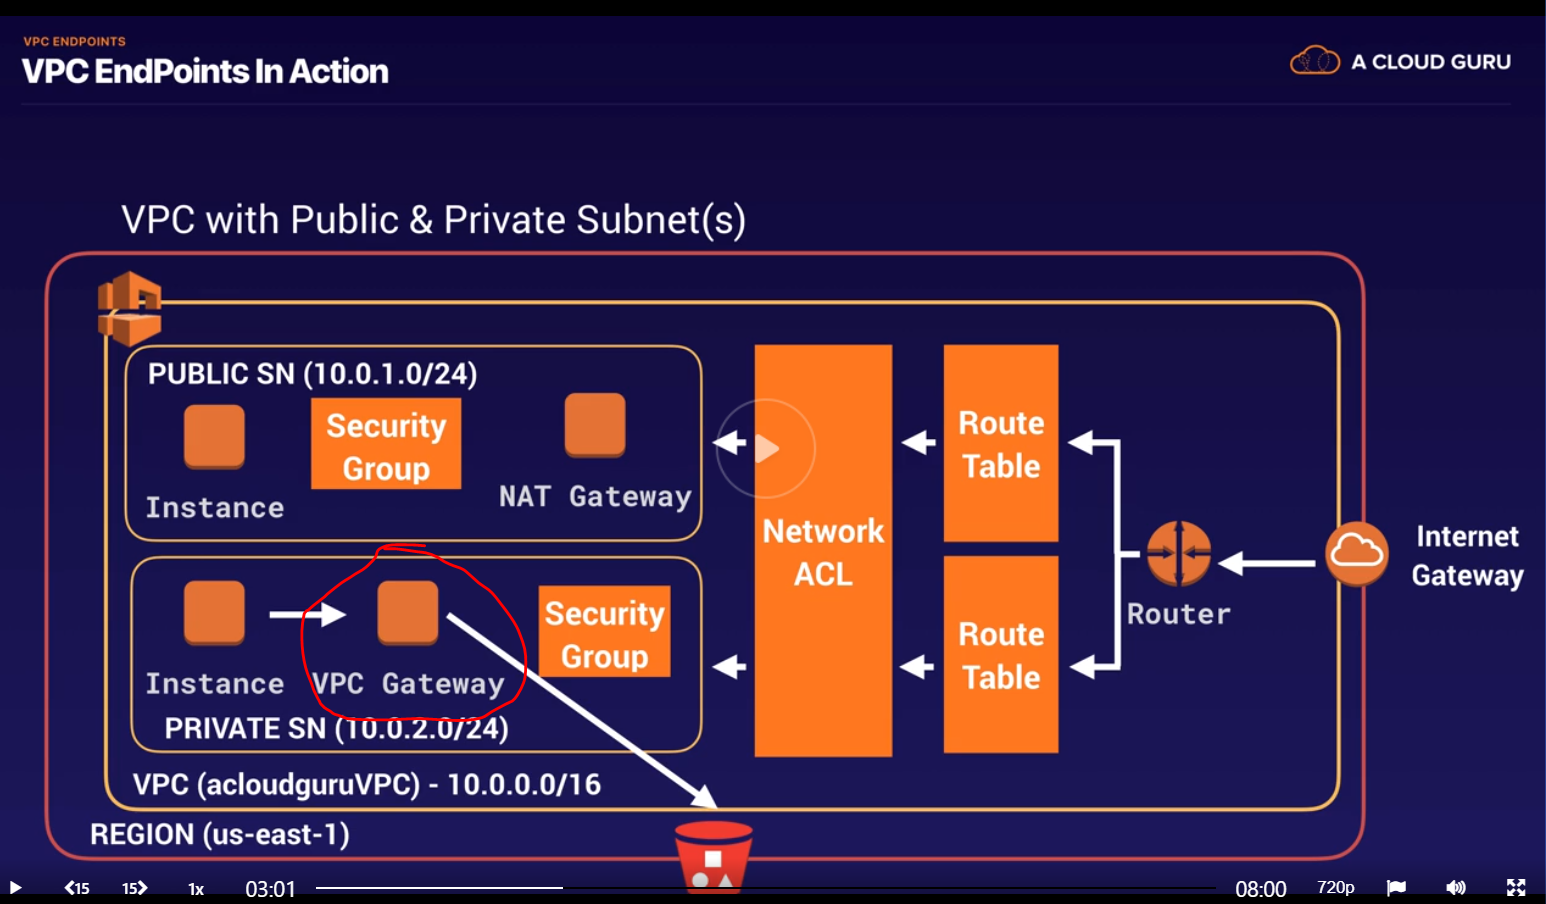 VPC ENDPOINTS
VPC EndPoints In Action
A CLOUD GURU
VPC with Public & Private Subnet(s)
PUBLIC SN (10.0.1.0/24)
Security
Group
Instance
NAT Gateway
Instance
VPC Gateway
Security
Group
PRIVATE SN (10.0.2.0/24)
VPC (acloudguruVPC) - 10.0.0.0/16
REGION (us-east-1)
Network
ACL
Route
Table
Route
Table
Router
Internet
Gateway
15
15
1x
03:01
08:00
720p